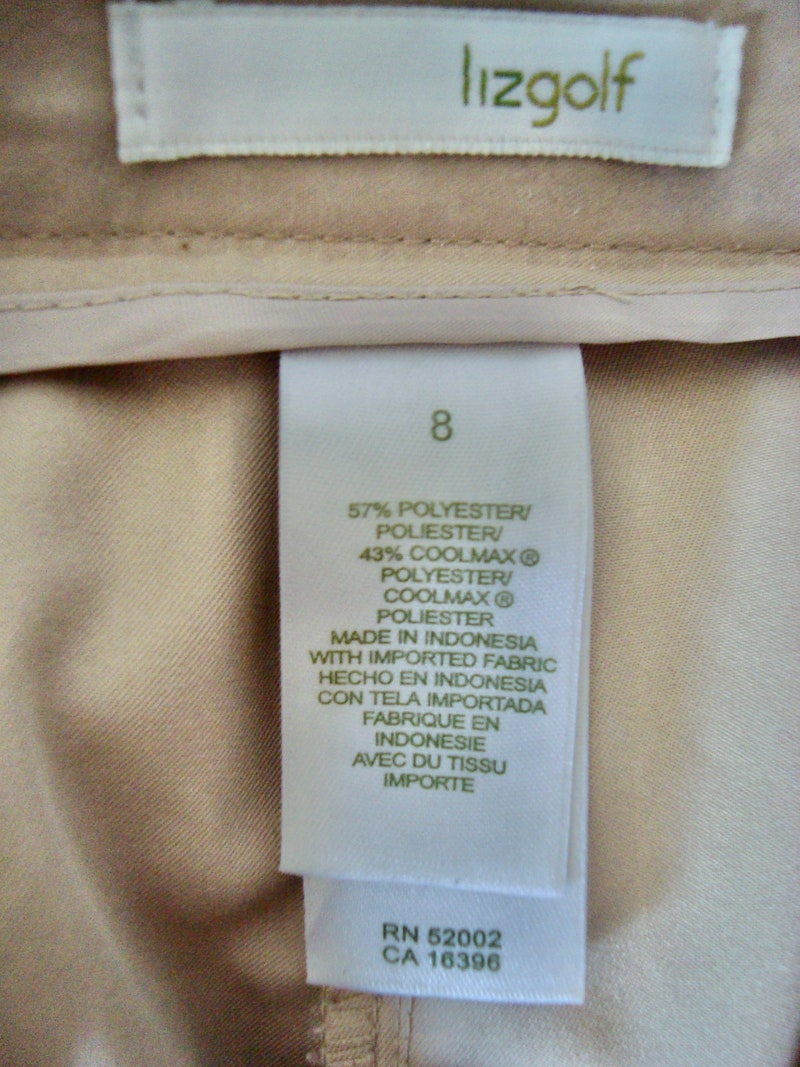 lizgolf
8
57% POLYESTER/
POLIESTER/
43% COOLMAX®
POLYESTER/
COOLMAX®
POLIESTER
MADE IN INDONESIA
WITH IMPORTED FABRIC
HECHO EN INDONESIA
CON TELA IMPORTADA
FABRIQUE EN
INDONESIE
AVEC DU TISSU
IMPORTE
RN 52002
CA 16396